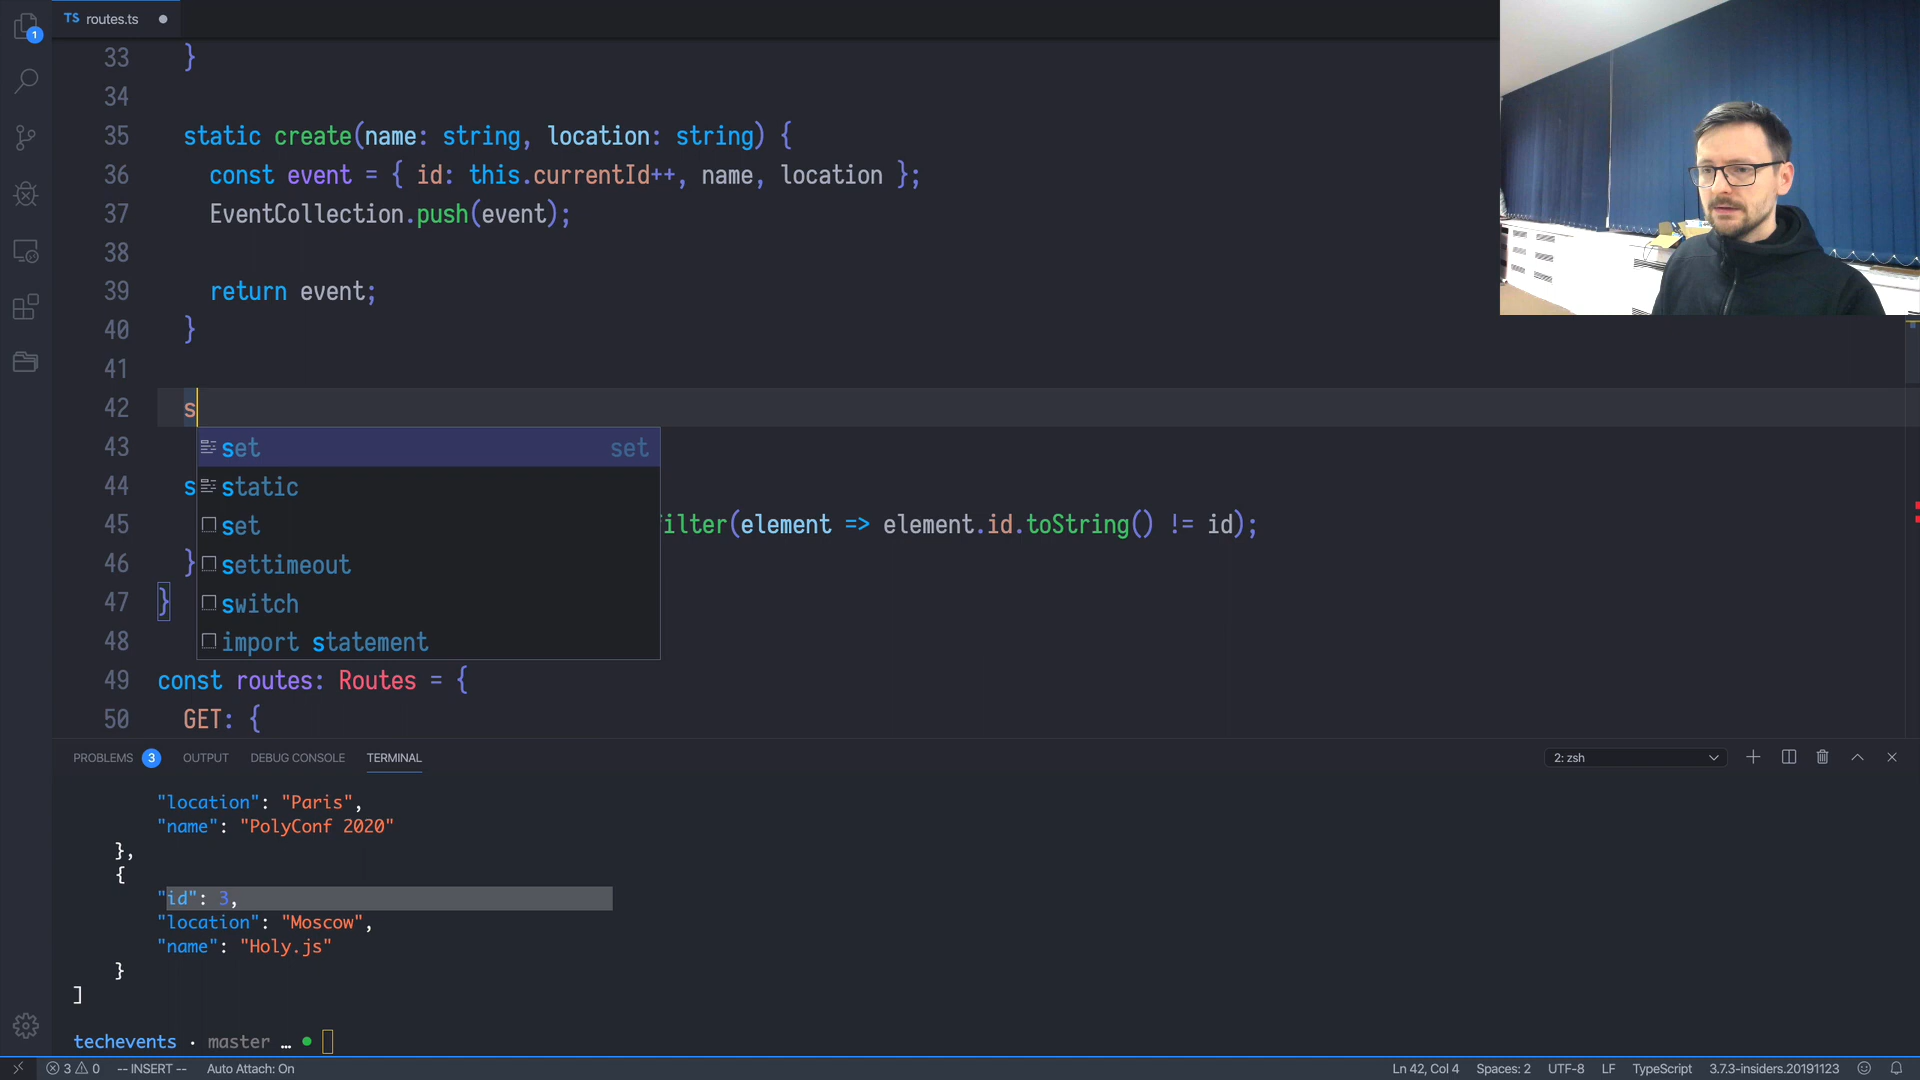 1
TS routes.ts
33 }
34
35 static create(name: string, location: string) {
36 const event = { id: this.currentId++, name, location };
37 EventCollection.push(event);
38
39 return event;
40 }
41
42 s
43 set set
44 s static
set
45 ilter(element => element.id.toString() != id);
46 } settimeout
47 } switch
48 import statement
49 const routes: Routes = {
50 GET: {
PROBLEMS 3 OUTPUT DEBUG CONSOLE TERMINAL 2: zsh
"location": "Paris",
"name": "PolyConf 2020"
},
{
"id": 3,
"location": "Moscow",
"name": "Holy.js"
}
]
techevents · master …
3 0 -- INSERT -- Auto Attach: On Ln 42, Col 4 Spaces: 2 UTF-8 LF TypeScript 3.7.3-insiders.20191123